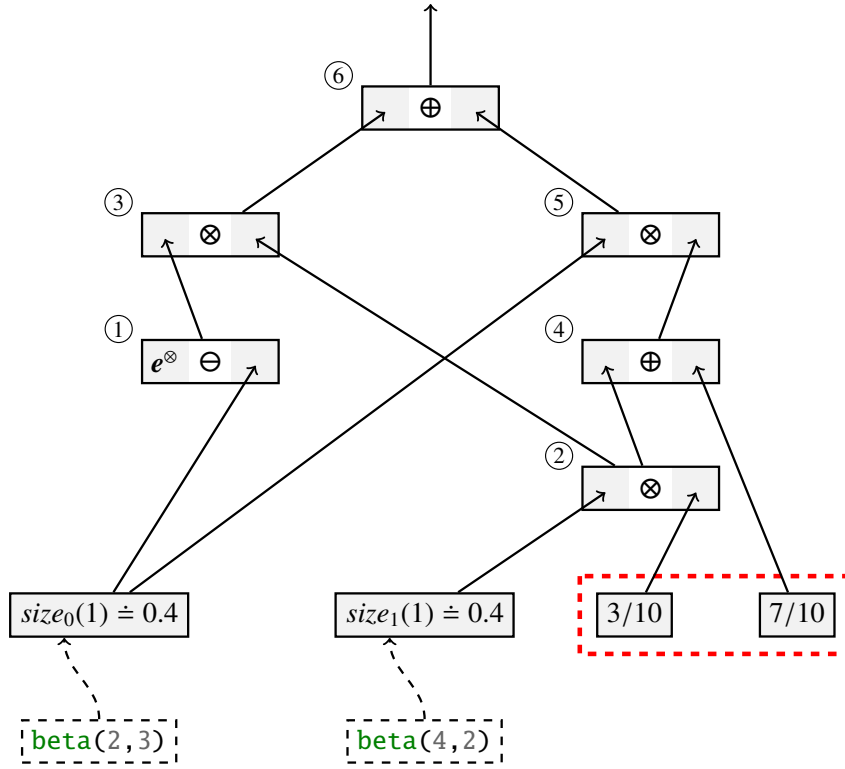 ⑥
⊕
③ ⑤
⊗ ⊗
① ④
e^⊗ ⊖ ⊕
②
⊗
size₀(1) ≐ 0.4 size₁(1) ≐ 0.4 3/10 7/10
beta(2,3) beta(4,2)